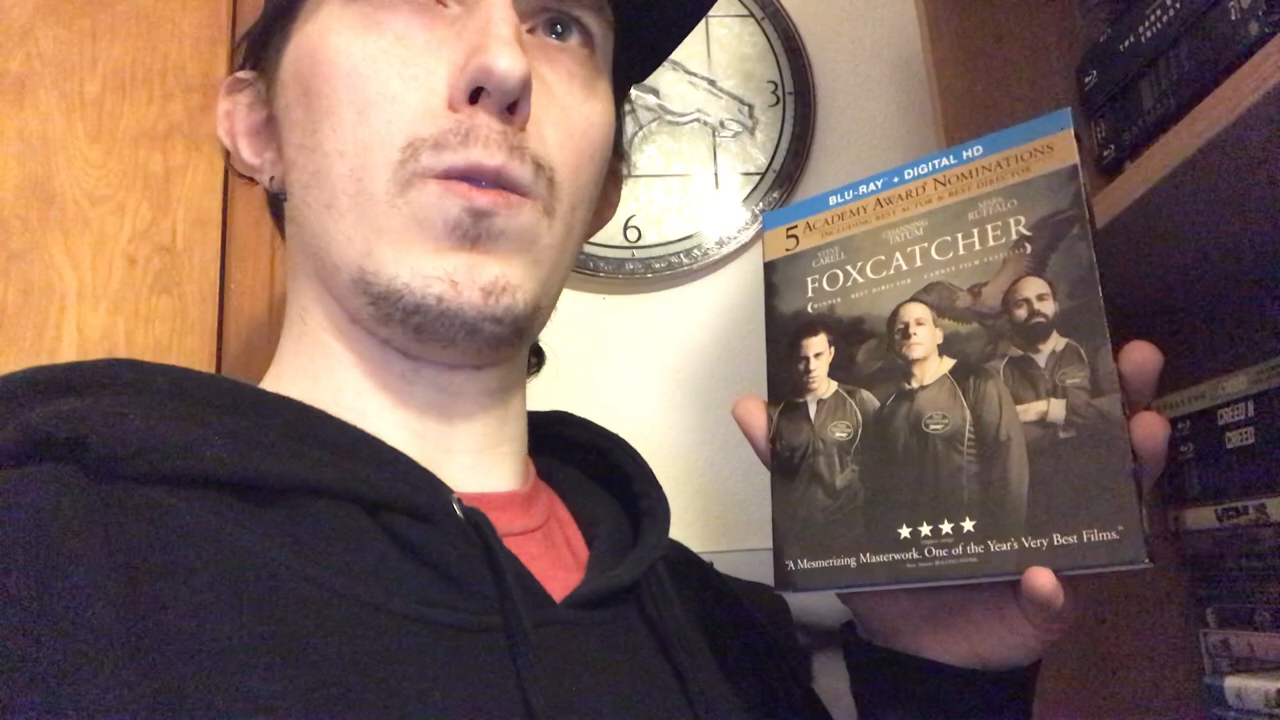 3
6
BLU-RAY™ + DIGITAL HD
5 ACADEMY AWARD® NOMINATIONS
INCLUDING BEST ACTOR & BEST DIRECTOR
STEVE CARELL
CHANNING TATUM
MARK RUFFALO
FOXCATCHER
WINNER BEST DIRECTOR CANNES FILM FESTIVAL
"A Mesmerizing Masterwork. One of the Year's Very Best Films."
CREED II
CREED